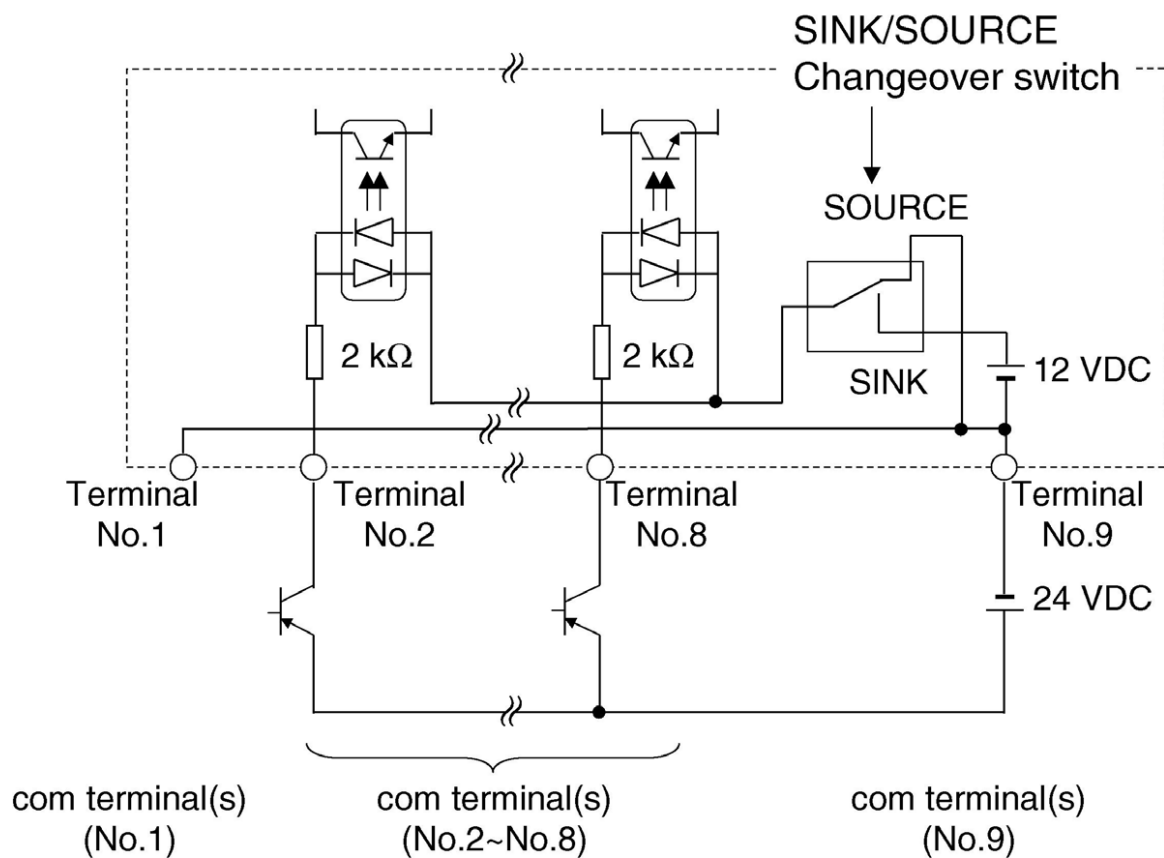 SINK/SOURCE
Changeover switch
SOURCE
2 kΩ
2 kΩ
SINK
12 VDC
Terminal
No.1
Terminal
No.2
Terminal
No.8
Terminal
No.9
24 VDC
com terminal(s)
(No.1)
com terminal(s)
(No.2~No.8)
com terminal(s)
(No.9)